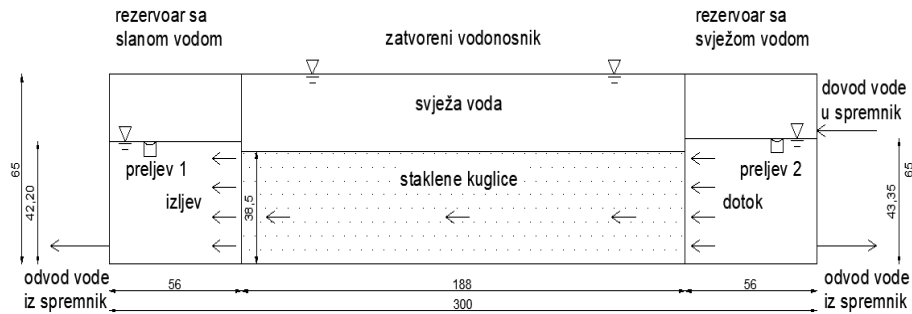 rezervoar sa
slanom vodom
zatvoreni vodonosnik
rezervoar sa
svježom vodom
svježa voda
dovod vode
u spremnik
preljev 1
staklene kuglice
preljev 2
izljev
dotok
65
42,20
38,5
43,35
65
odvod vode
iz spremnik
odvod vode
iz spremnik
56
188
56
300